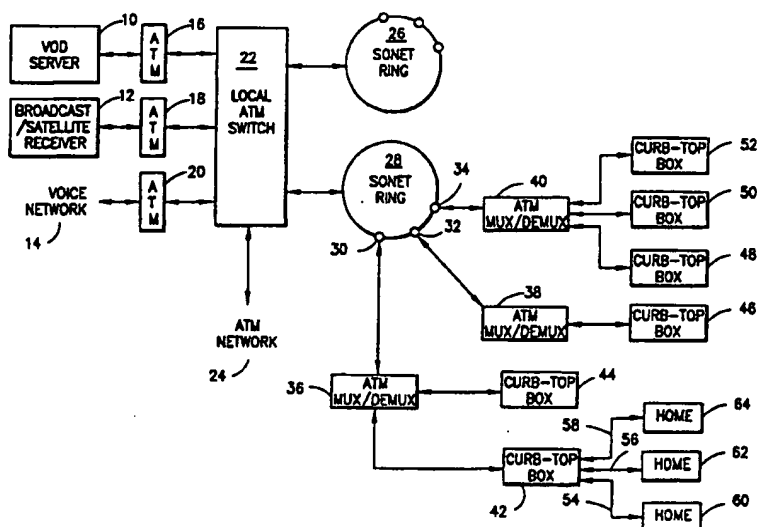 10
16
VOD
SERVER
ATM
22
LOCAL
ATM
SWITCH
26
SONET
RING
12
18
BROADCAST
/SATELLITE
RECEIVER
ATM
20
VOICE
NETWORK
14
ATM
28
SONET
RING
34
40
ATM
MUX/DEMUX
CURB-TOP
BOX
52
CURB-TOP
BOX
50
CURB-TOP
BOX
48
30
32
38
ATM
MUX/DEMUX
CURB-TOP
BOX
46
ATM
NETWORK
24
36
ATM
MUX/DEMUX
CURB-TOP
BOX
44
CURB-TOP
BOX
42
58
56
54
HOME
64
HOME
62
HOME
60